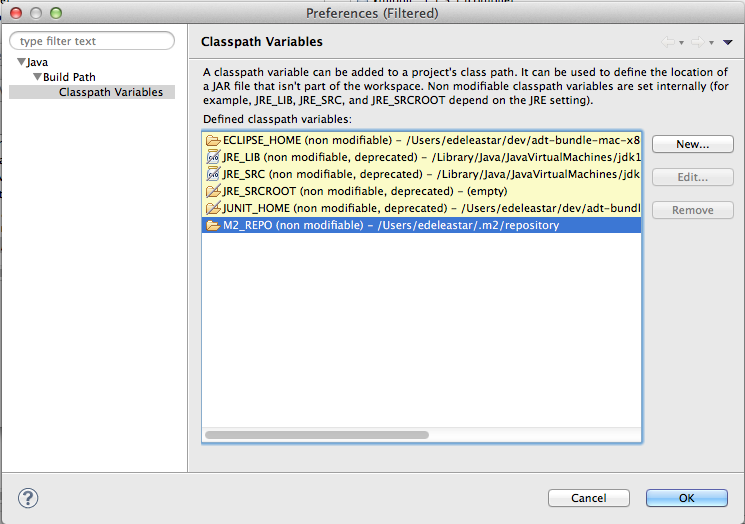 Preferences (Filtered)
type filter text
Java
Build Path
Classpath Variables
Classpath Variables
A classpath variable can be added to a project's class path. It can be used to define the location of
a JAR file that isn't part of the workspace. Non modifiable classpath variables are set internally (for
example, JRE_LIB, JRE_SRC, and JRE_SRCROOT depend on the JRE setting).
Defined classpath variables:
ECLIPSE_HOME (non modifiable) – /Users/edeleastar/dev/adt-bundle-mac-x8
JRE_LIB (non modifiable, deprecated) – /Library/Java/JavaVirtualMachines/jdk1
JRE_SRC (non modifiable, deprecated) – /Library/Java/JavaVirtualMachines/jdk
JRE_SRCROOT (non modifiable, deprecated) – (empty)
JUNIT_HOME (non modifiable, deprecated) – /Users/edeleastar/dev/adt-bundl
M2_REPO (non modifiable) – /Users/edeleastar/.m2/repository
New...
Edit...
Remove
?
Cancel
OK